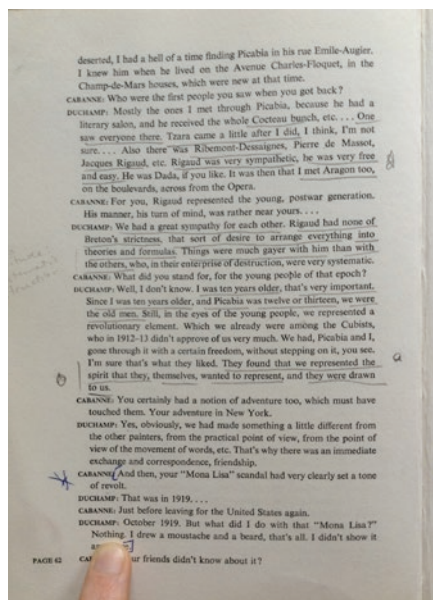 deserted, I had a hell of a time finding Picabia in his rue Emile-Augier.
I knew him when he lived on the Avenue Charles-Floquet, in the
Champ-de-Mars houses, which were new at that time.
CABANNE: Who were the first people you saw when you got back?
DUCHAMP: Mostly the ones I met through Picabia, because he had a
literary salon, and he received the whole Cocteau bunch, etc. . . . One
saw everyone there. Tzara came a little after I did, I think, I'm not
sure. . . . Also there was Ribemont-Dessaignes, Pierre de Massot,
Jacques Rigaud, etc. Rigaud was very sympathetic, he was very free
and easy. He was Dada, if you like. It was then that I met Aragon too,
on the boulevards, across from the Opera.
CABANNE: For you, Rigaud represented the young, postwar generation.
His manner, his turn of mind, was rather near yours. . . .
DUCHAMP: We had a great sympathy for each other. Rigaud had none of
Breton's strictness, that sort of desire to arrange everything into
theories and formulas. Things were much gayer with him than with
the others, who, in their enterprise of destruction, were very systematic.
CABANNE: What did you stand for, for the young people of that epoch?
DUCHAMP: Well, I don't know. I was ten years older, that's very important.
Since I was ten years older, and Picabia was twelve or thirteen, we were
the old men. Still, in the eyes of the young people, we represented a
revolutionary element. Which we already were among the Cubists,
who in 1912–13 didn't approve of us very much. We had, Picabia and I,
gone through it with a certain freedom, without stepping on it, you see.
I'm sure that's what they liked. They found that we represented the
spirit that they, themselves, wanted to represent, and they were drawn
to us.
CABANNE: You certainly had a notion of adventure too, which must have
touched them. Your adventure in New York.
DUCHAMP: Yes, obviously, we had made something a little different from
the other painters, from the practical point of view, from the point of
view of the movement of words, etc. That's why there was an immediate
exchange and correspondence, friendship.
CABANNE: And then, your "Mona Lisa" scandal had very clearly set a tone
of revolt.
DUCHAMP: That was in 1919. . . .
CABANNE: Just before leaving for the United States again.
DUCHAMP: October 1919. But what did I do with that "Mona Lisa?"
Nothing. I drew a moustache and a beard, that's all. I didn't show it
PAGE 62 friends didn't know about it?